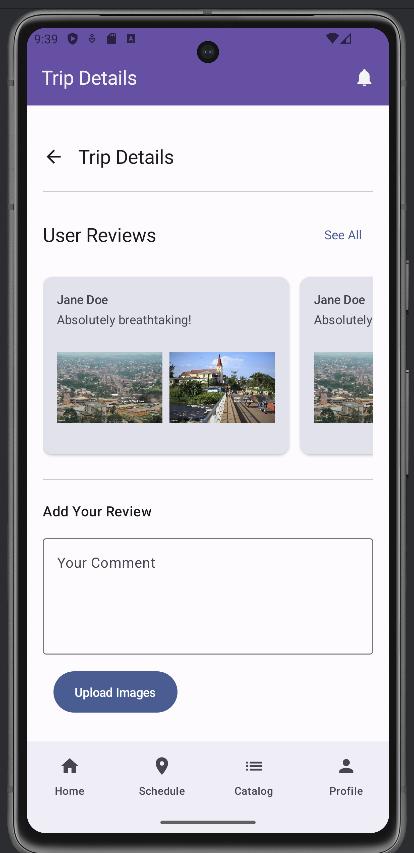 9:39
Trip Details
Trip Details
User Reviews
See All
Jane Doe
Absolutely breathtaking!
Jane Doe
Absolutely
Add Your Review
Your Comment
Upload Images
Home
Schedule
Catalog
Profile